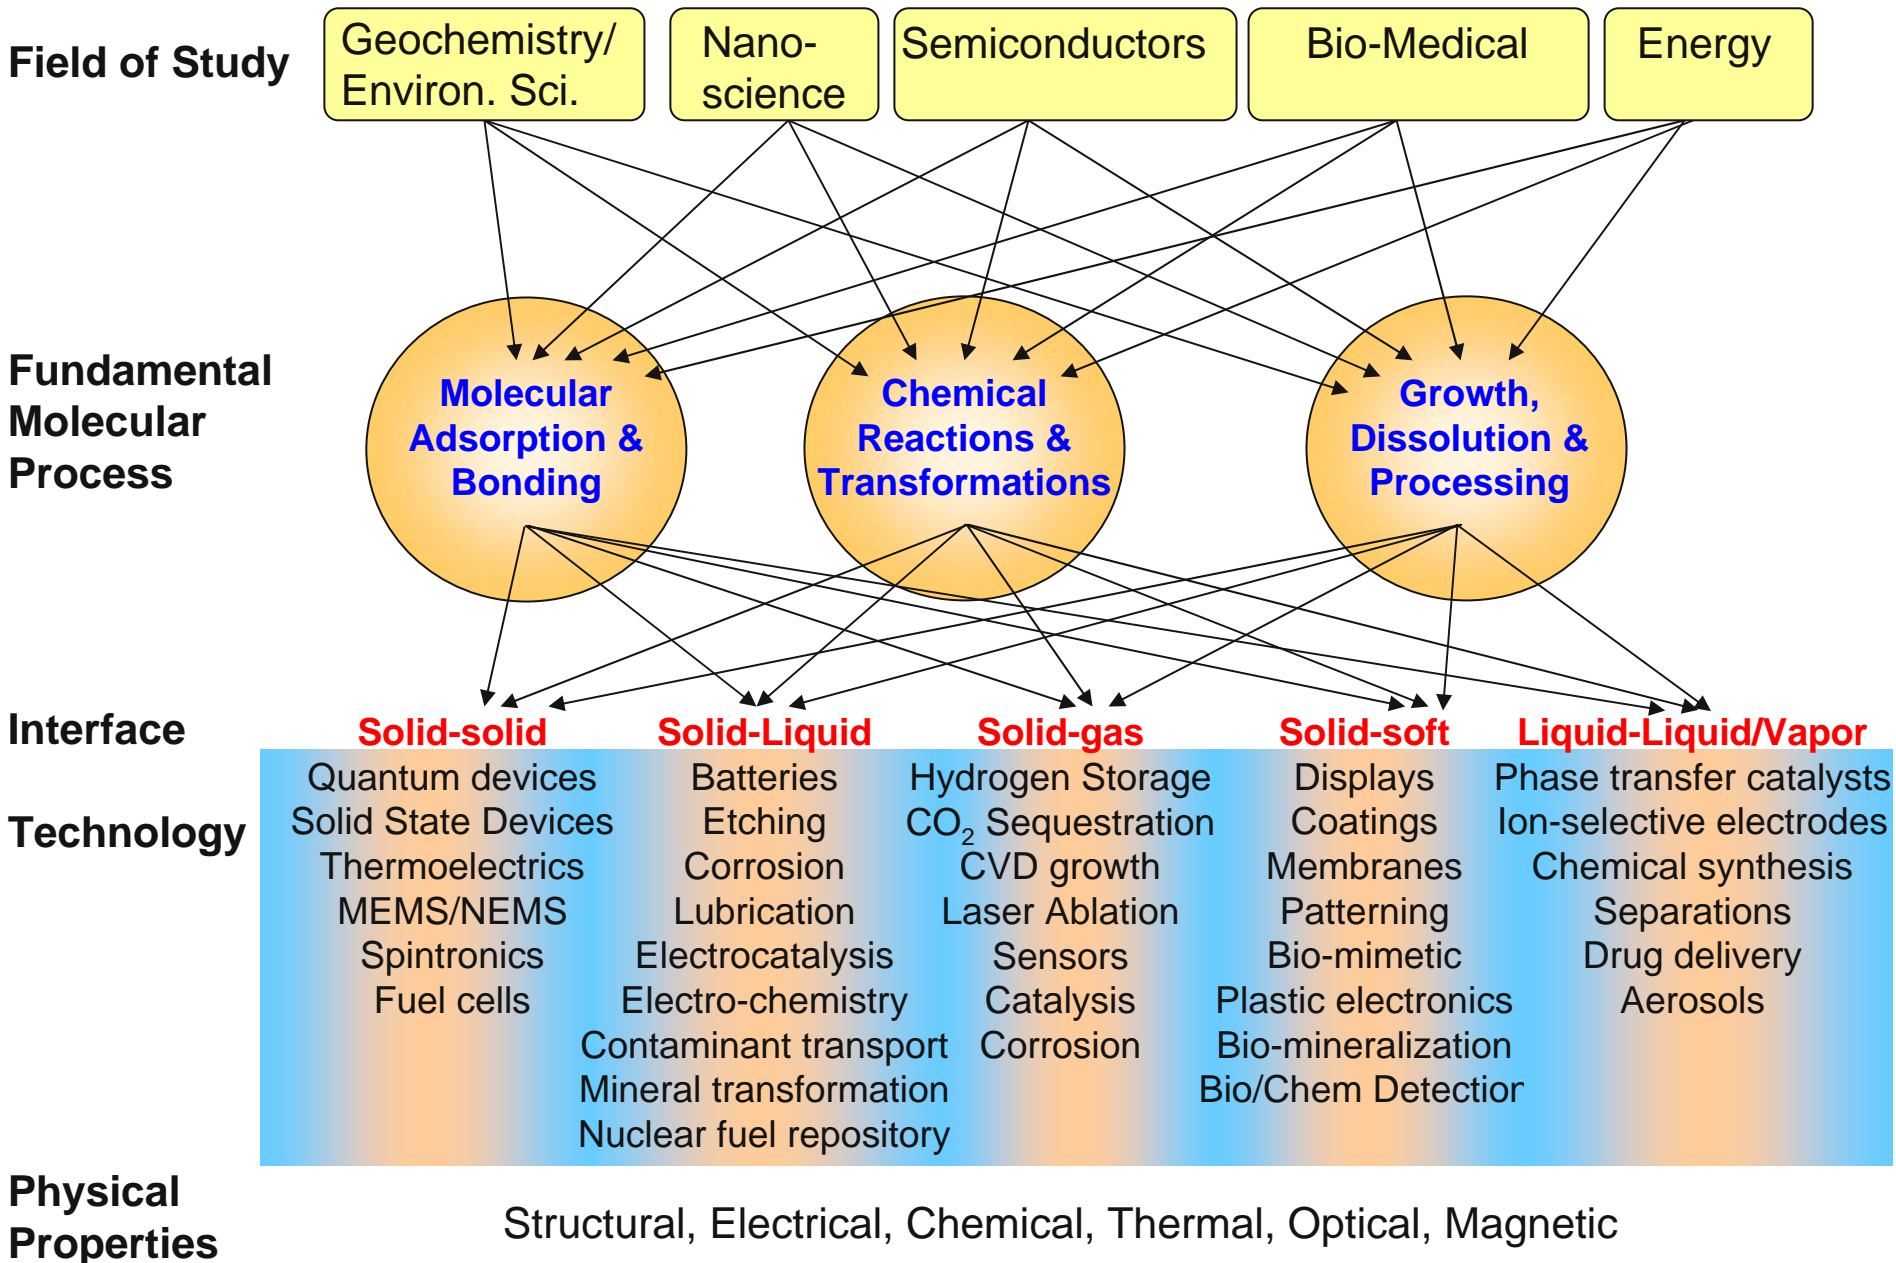 Field of Study
Geochemistry/
Environ. Sci.
Nano-
science
Semiconductors
Bio-Medical
Energy
Fundamental
Molecular
Process
Molecular
Adsorption &
Bonding
Chemical
Reactions &
Transformations
Growth,
Dissolution &
Processing
Interface
Solid-solid
Solid-Liquid
Solid-gas
Solid-soft
Liquid-Liquid/Vapor
Technology
Quantum devices
Solid State Devices
Thermoelectrics
MEMS/NEMS
Spintronics
Fuel cells
Batteries
Etching
Corrosion
Lubrication
Electrocatalysis
Electro-chemistry
Contaminant transport
Mineral transformation
Nuclear fuel repository
Hydrogen Storage
CO₂ Sequestration
CVD growth
Laser Ablation
Sensors
Catalysis
Corrosion
Displays
Coatings
Membranes
Patterning
Bio-mimetic
Plastic electronics
Bio-mineralization
Bio/Chem Detection
Phase transfer catalysts
Ion-selective electrodes
Chemical synthesis
Separations
Drug delivery
Aerosols
Physical
Properties
Structural, Electrical, Chemical, Thermal, Optical, Magnetic